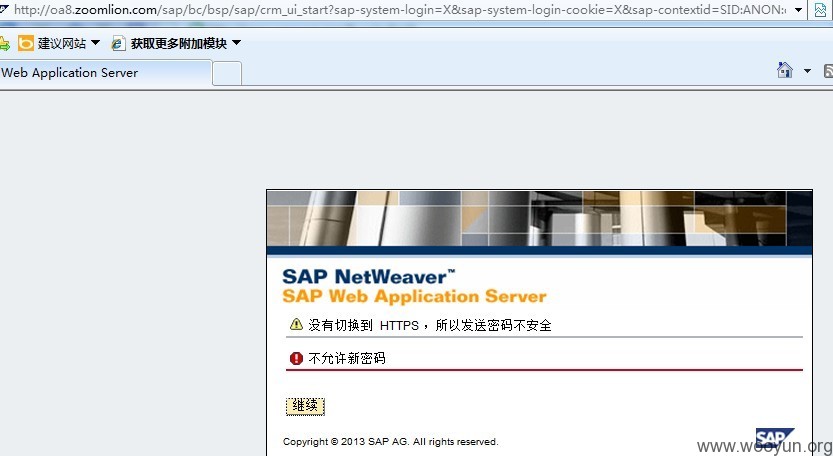 http://oa8.zoomlion.com/sap/bc/bsp/sap/crm_ui_start?sap-system-login=X&sap-system-login-cookie=X&sap-contextid=SID:ANON:
建议网站 获取更多附加模块
Web Application Server
SAP NetWeaver™
SAP Web Application Server
没有切换到 HTTPS ，所以发送密码不安全
不允许新密码
继续
Copyright © 2013 SAP AG. All rights reserved.
SAP
www.wooyun.org